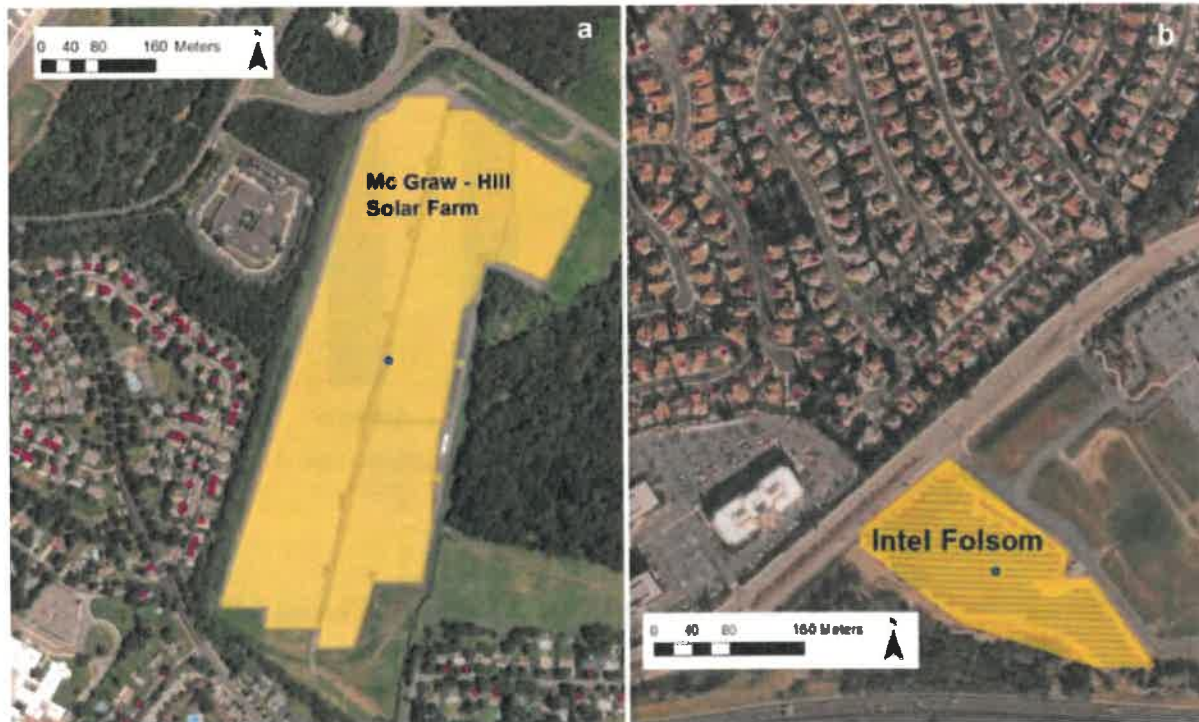 a
0 40 80 160 Meters
Mc Graw - Hill
Solar Farm
b
Intel Folsom
0 40 80 160 Meters